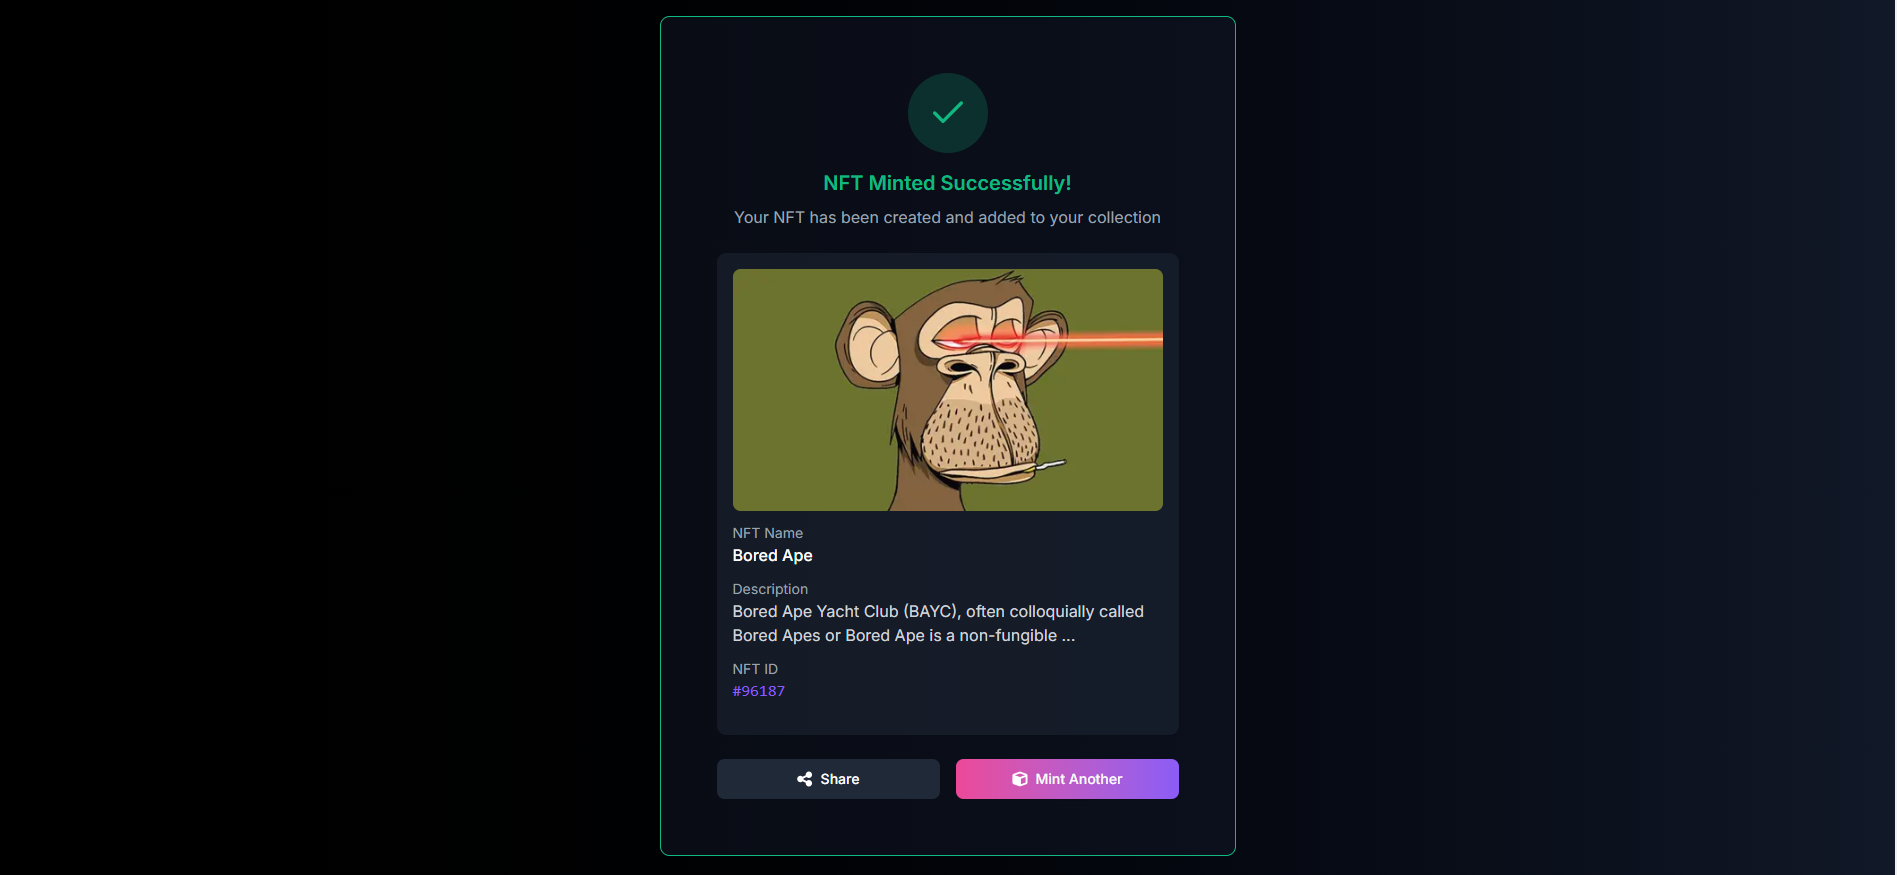 NFT Minted Successfully!
Your NFT has been created and added to your collection
NFT Name
Bored Ape
Description
Bored Ape Yacht Club (BAYC), often colloquially called
Bored Apes or Bored Ape is a non-fungible ...
NFT ID
#96187
Share
Mint Another